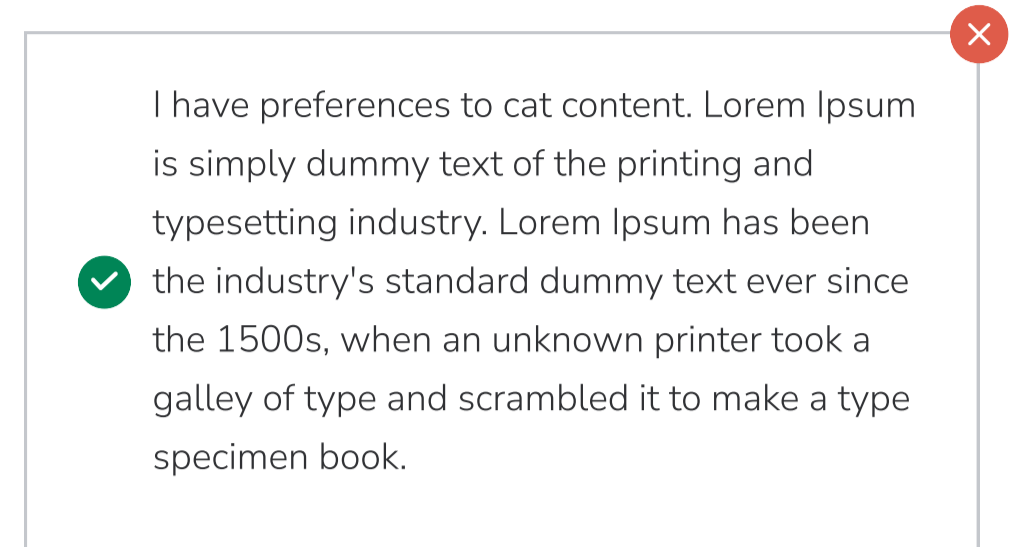 I have preferences to cat content. Lorem Ipsum
is simply dummy text of the printing and
typesetting industry. Lorem Ipsum has been
the industry's standard dummy text ever since
the 1500s, when an unknown printer took a
galley of type and scrambled it to make a type
specimen book.